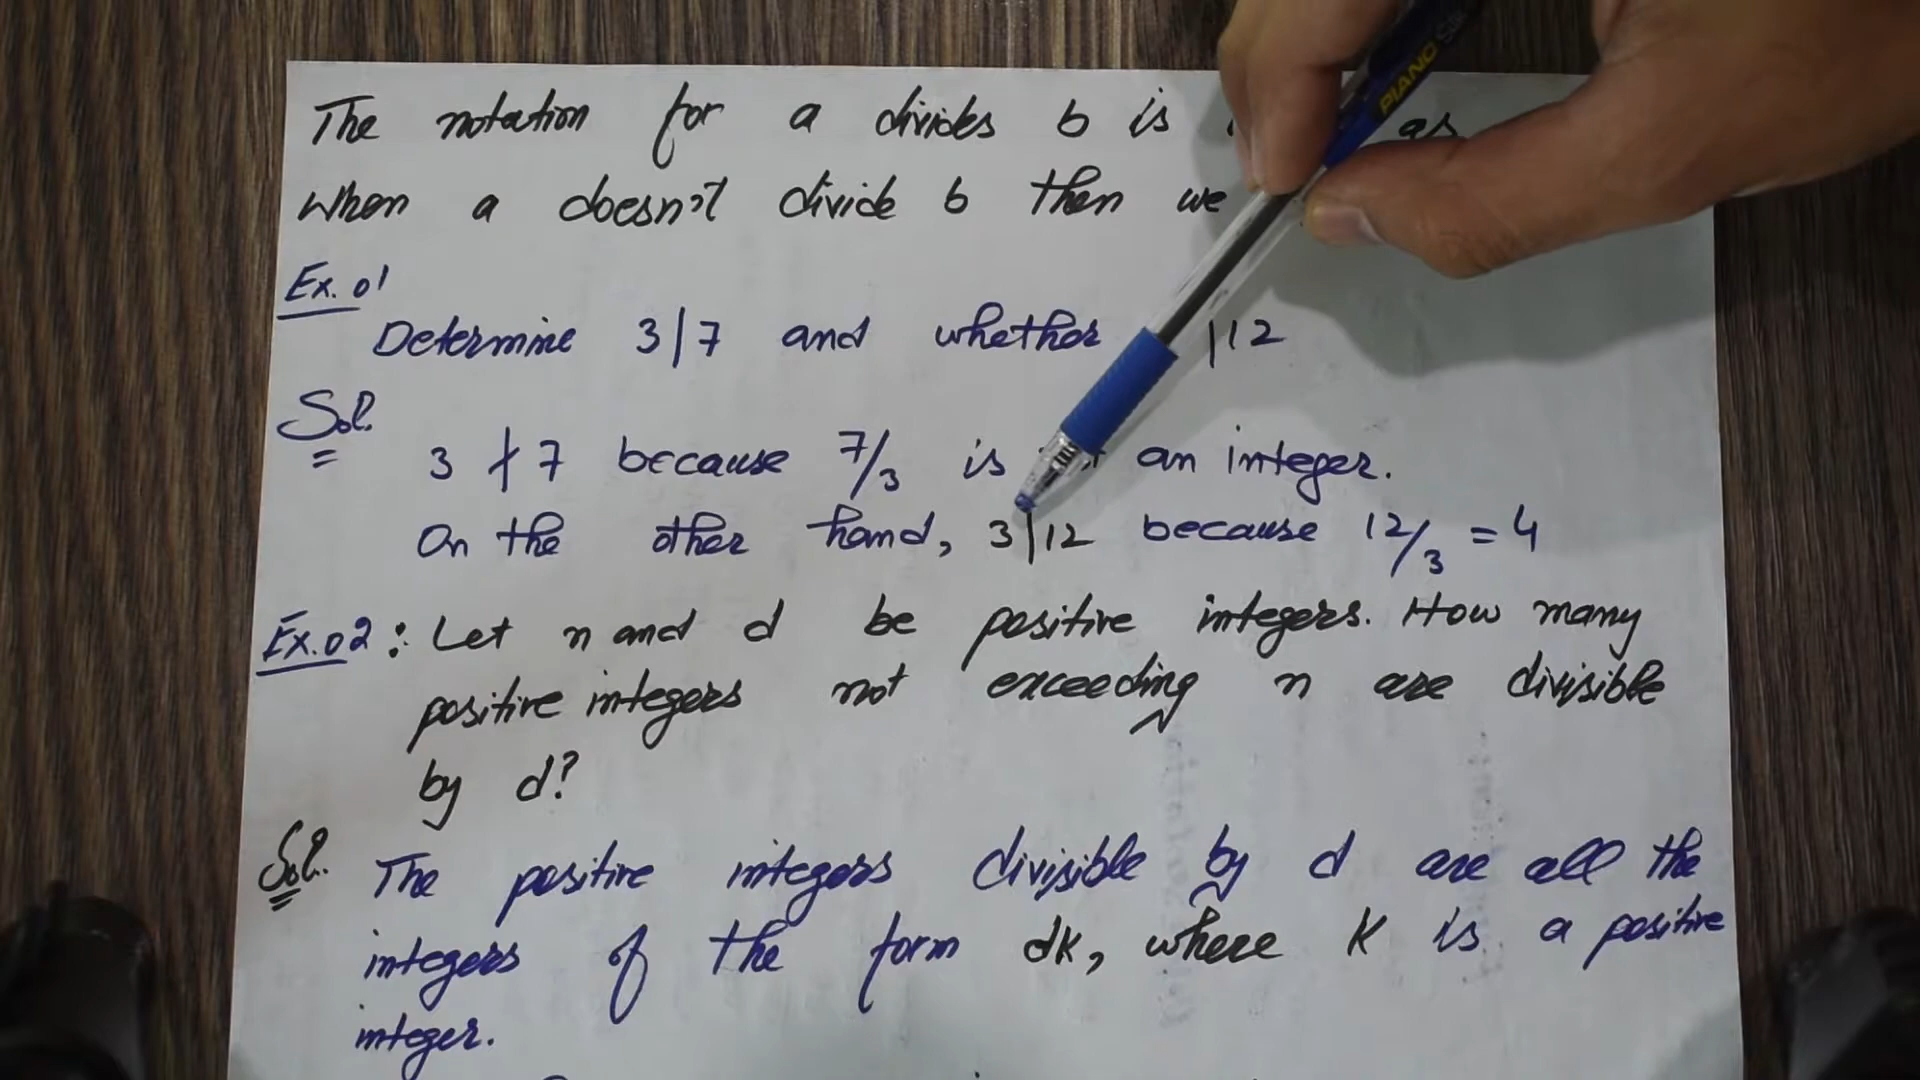 The notation for a divides b is as
When a doesn't divide b then we
Ex. 01
Determine 3|7 and whether |12
Sol.
3 ∤ 7 because 7/3 is an integer.
On the other hand, 3|12 because 12/3 = 4
Ex. 02 : Let n and d be positive integers. How many
positive integers not exceeding n are divisible
by d?
Sol. The positive integers divisible by d are all the
integers of the form dk, where k is a positive
integer.
PIANO